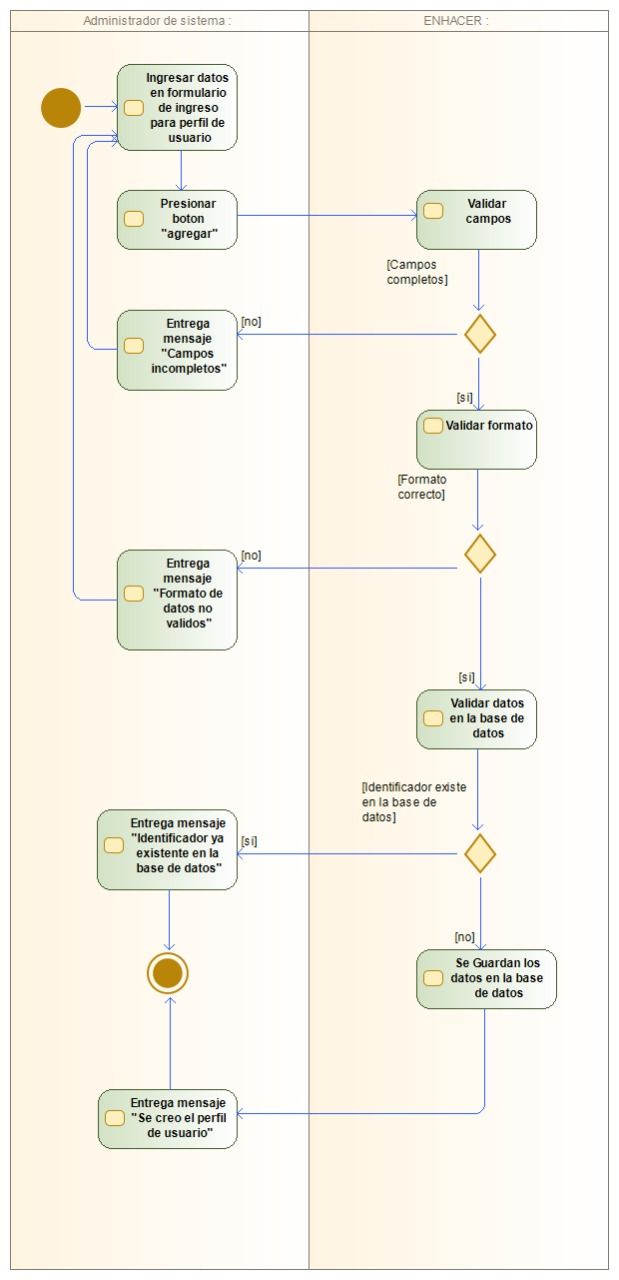 Administrador de sistema :
ENHACER :
Ingresar datos
en formulario
de ingreso
para perfil de
usuario
Presionar
boton
"agregar"
Validar
campos
[Campos
completos]
[no]
Entrega
mensaje
"Campos
incompletos"
[si]
Validar formato
[Formato
correcto]
[no]
Entrega
mensaje
"Formato de
datos no
validos"
[si]
Validar datos
en la base de
datos
[Identificador existe
en la base de
datos]
[si]
Entrega mensaje
"Identificador ya
existente en la
base de datos"
[no]
Se Guardan los
datos en la base
de datos
Entrega mensaje
"Se creo el perfil
de usuario"